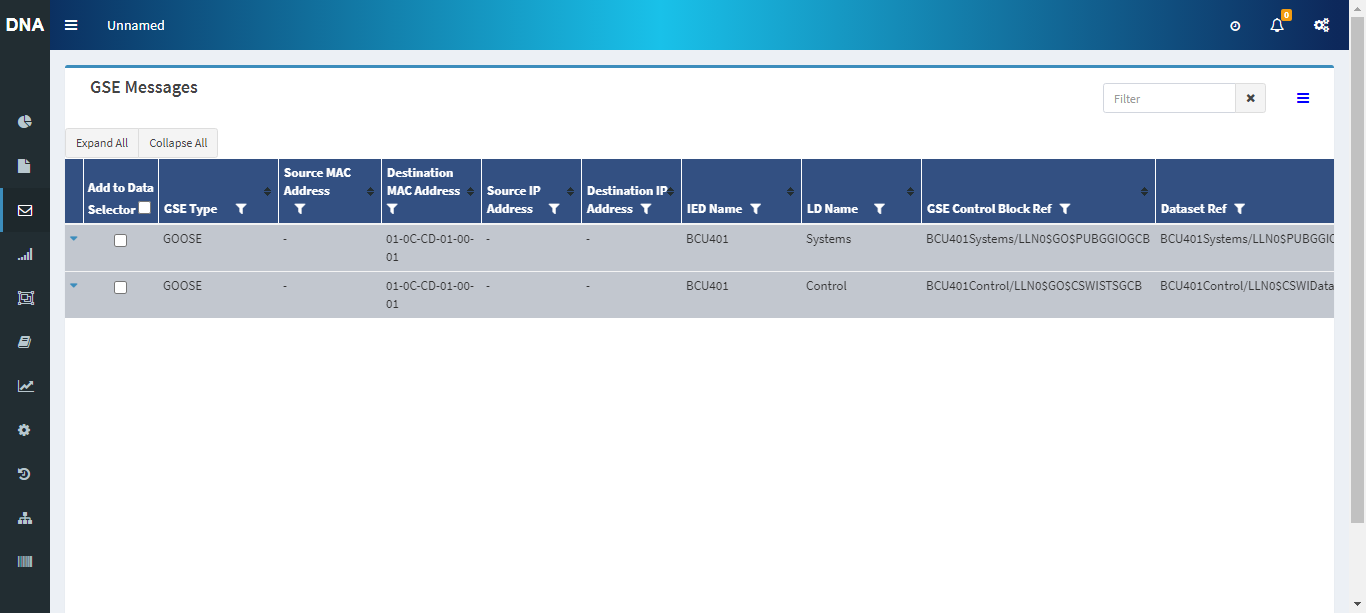 DNA
Unnamed
0
GSE Messages
Filter
Expand All
Collapse All
Add to Data
Selector
GSE Type
Source MAC
Address
Destination
MAC Address
Source IP
Address
Destination IP
Address
IED Name
LD Name
GSE Control Block Ref
Dataset Ref
GOOSE
-
01-0C-CD-01-00-
01
-
-
BCU401
Systems
BCU401Systems/LLN0$GO$PUBGGIOGCB
BCU401Systems/LLN0$PUBGGIO
GOOSE
-
01-0C-CD-01-00-
01
-
-
BCU401
Control
BCU401Control/LLN0$GO$CSWISTSGCB
BCU401Control/LLN0$CSWIData